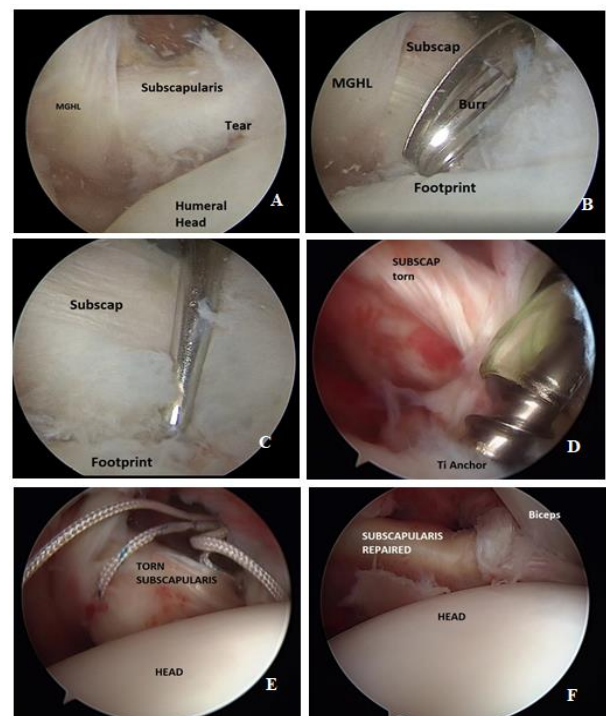 MGHL
Subscapularis
Tear
Humeral
Head
A
Subscap
MGHL
Burr
Footprint
B
Subscap
Footprint
C
SUBSCAP
torn
Ti Anchor
D
TORN
SUBSCAPULARIS
HEAD
E
Biceps
SUBSCAPULARIS
REPAIRED
HEAD
F